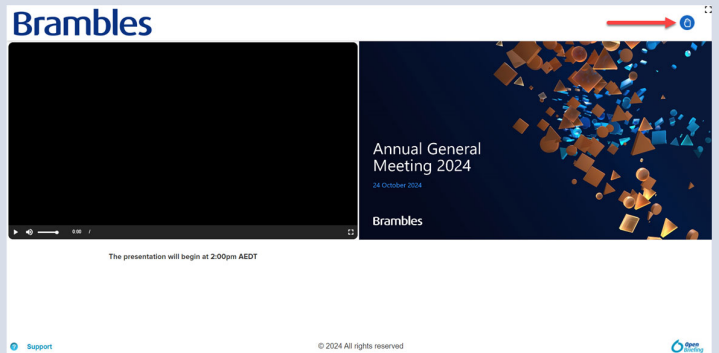 Brambles
Annual General
Meeting 2024
24 October 2024
Brambles
0:00 /
The presentation will begin at 2:00pm AEDT
? Support
© 2024 All rights reserved
Open
Briefing